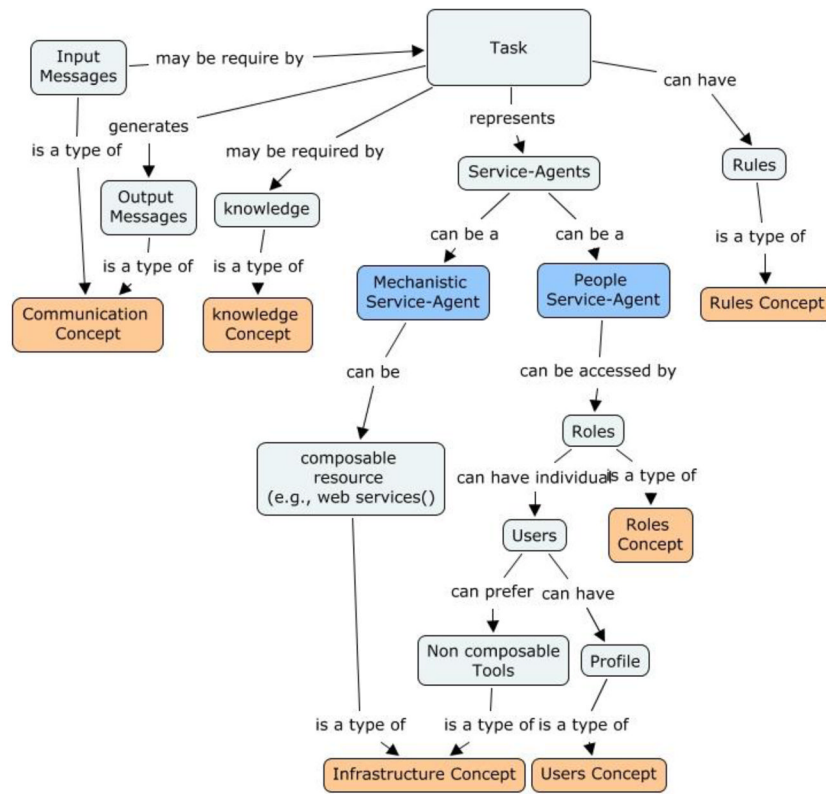 Input
Messages
may be require by
Task
can have
generates
represents
is a type of
may be required by
Rules
Service-Agents
Output
Messages
knowledge
can be a
can be a
is a type of
is a type of
is a type of
Mechanistic
Service-Agent
People
Service-Agent
Rules Concept
Communication
Concept
knowledge
Concept
can be
can be accessed by
Roles
composable
resource
(e.g., web services()
can have individual
is a type of
Users
Roles
Concept
can prefer
can have
Non composable
Tools
Profile
is a type of
is a type of
is a type of
Infrastructure Concept
Users Concept